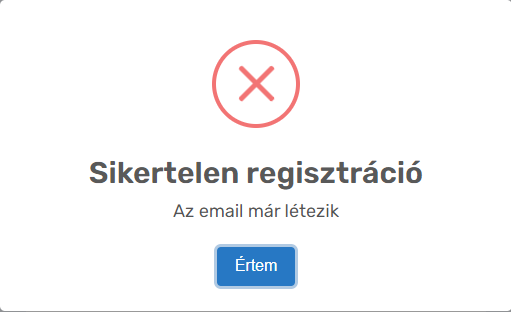 Sikertelen regisztráció
Az email már létezik
Értem